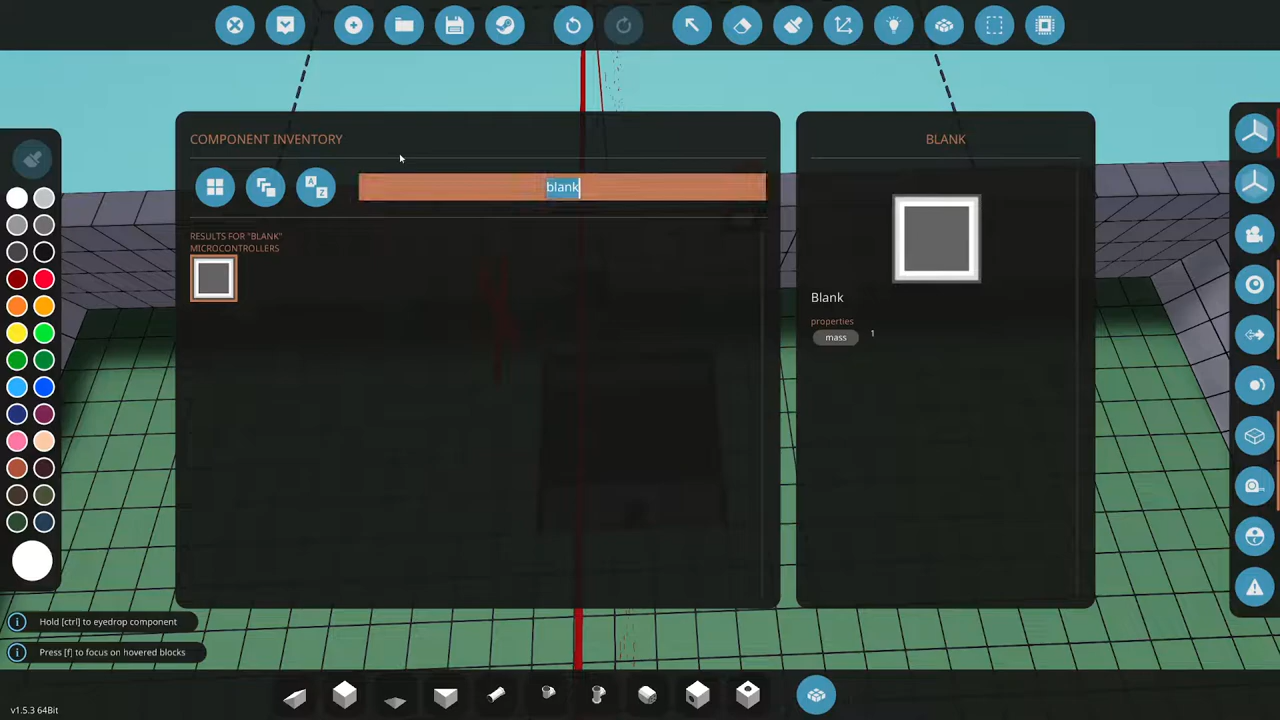 COMPONENT INVENTORY
blank
RESULTS FOR "BLANK"
MICROCONTROLLERS
BLANK
Blank
properties
mass 1
Hold [ctrl] to eyedrop component
Press [f] to focus on hovered blocks
v1.5.3 64Bit